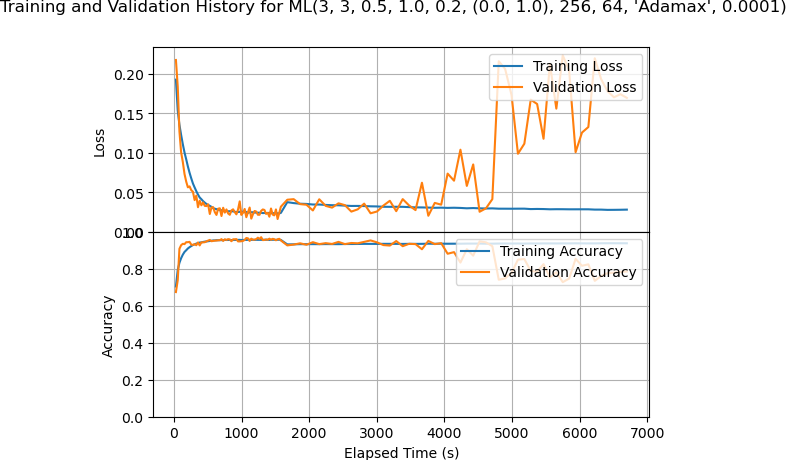 Training and Validation History for ML(3, 3, 0.5, 1.0, 0.2, (0.0, 1.0), 256, 64, 'Adamax', 0.0001)
0.20
0.15
0.10
0.05
Loss
Training Loss
Validation Loss
1.0
0.8
0.6
0.4
0.2
0.0
Accuracy
Training Accuracy
Validation Accuracy
0 1000 2000 3000 4000 5000 6000 7000
Elapsed Time (s)